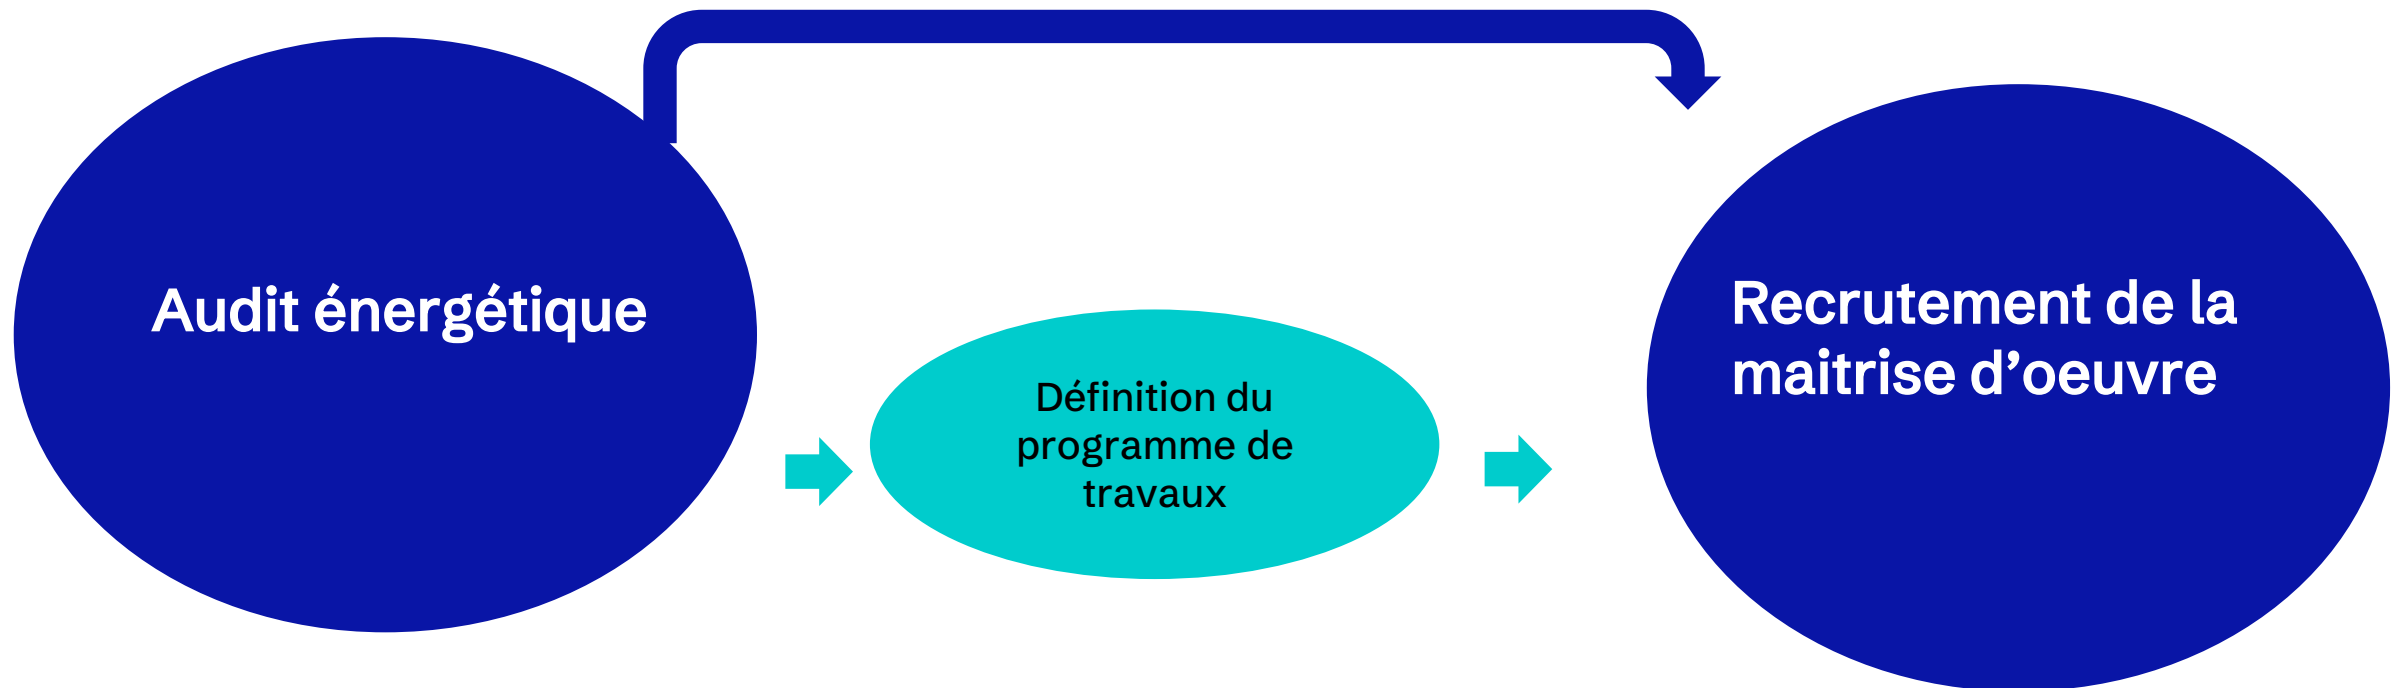 Audit énergétique
Définition du
programme de
travaux
Recrutement de la
maitrise d’oeuvre